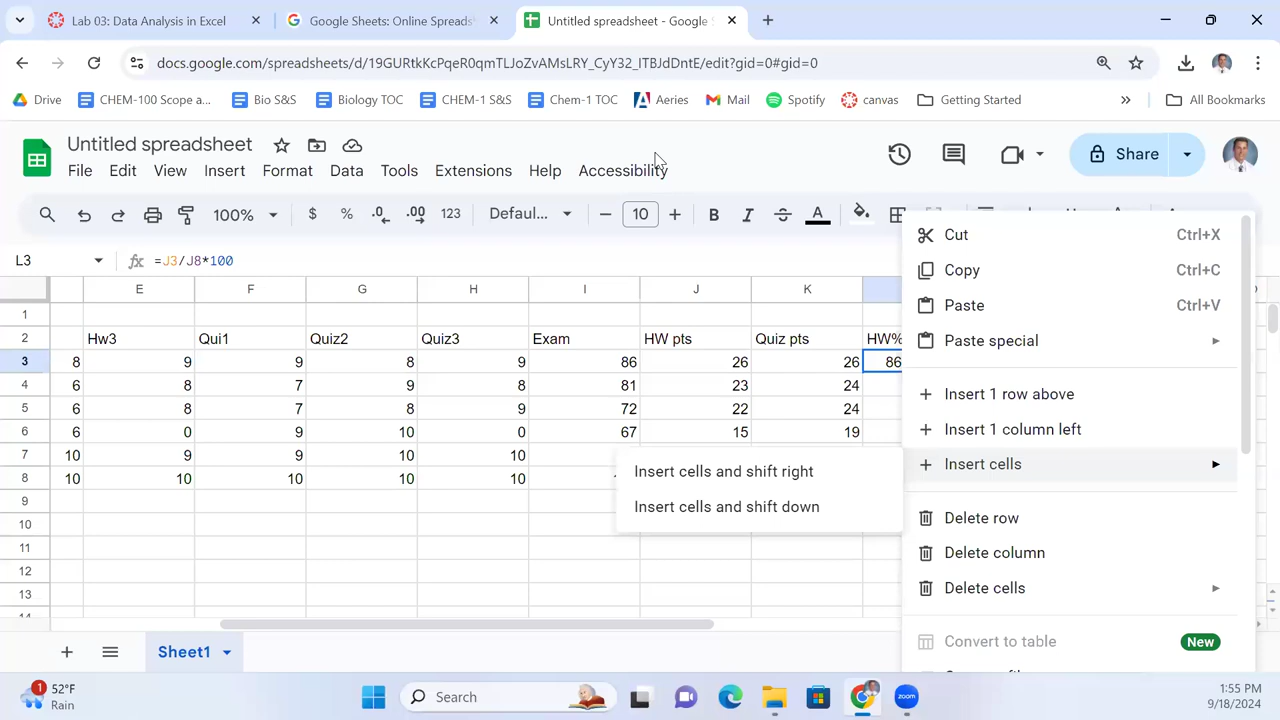 Lab 03: Data Analysis in Excel
Google Sheets: Online Spreads
Untitled spreadsheet - Google S
docs.google.com/spreadsheets/d/19GURtkKcPqeR0qmTLJoZvAMsLRY_CyY32_ITBJdDntE/edit?gid=0#gid=0
Drive CHEM-100 Scope a... Bio S&S Biology TOC CHEM-1 S&S Chem-1 TOC Aeries Mail Spotify canvas Getting Started » All Bookmarks
Untitled spreadsheet
File Edit View Insert Format Data Tools Extensions Help Accessibility
Share
100% $ % .0 .00 123 Defaul... 10 B I A
L3 fx =J3/J8*100
E F G H I J K
1
2 Hw3 Qui1 Quiz2 Quiz3 Exam HW pts Quiz pts HW%
3 8 9 9 8 9 86 26 26 86
4 6 8 7 9 8 81 23 24
5 6 8 7 8 9 72 22 24
6 6 0 9 10 0 67 15 19
7 10 9 9 10 10
8 10 10 10 10 10
9
10
11
12
13
14
Cut Ctrl+X
Copy Ctrl+C
Paste Ctrl+V
Paste special
Insert 1 row above
Insert 1 column left
Insert cells
Insert cells and shift right
Insert cells and shift down
Delete row
Delete column
Delete cells
Convert to table New
Sheet1
1
52°F
Rain
Search
zoom
1:55 PM
9/18/2024